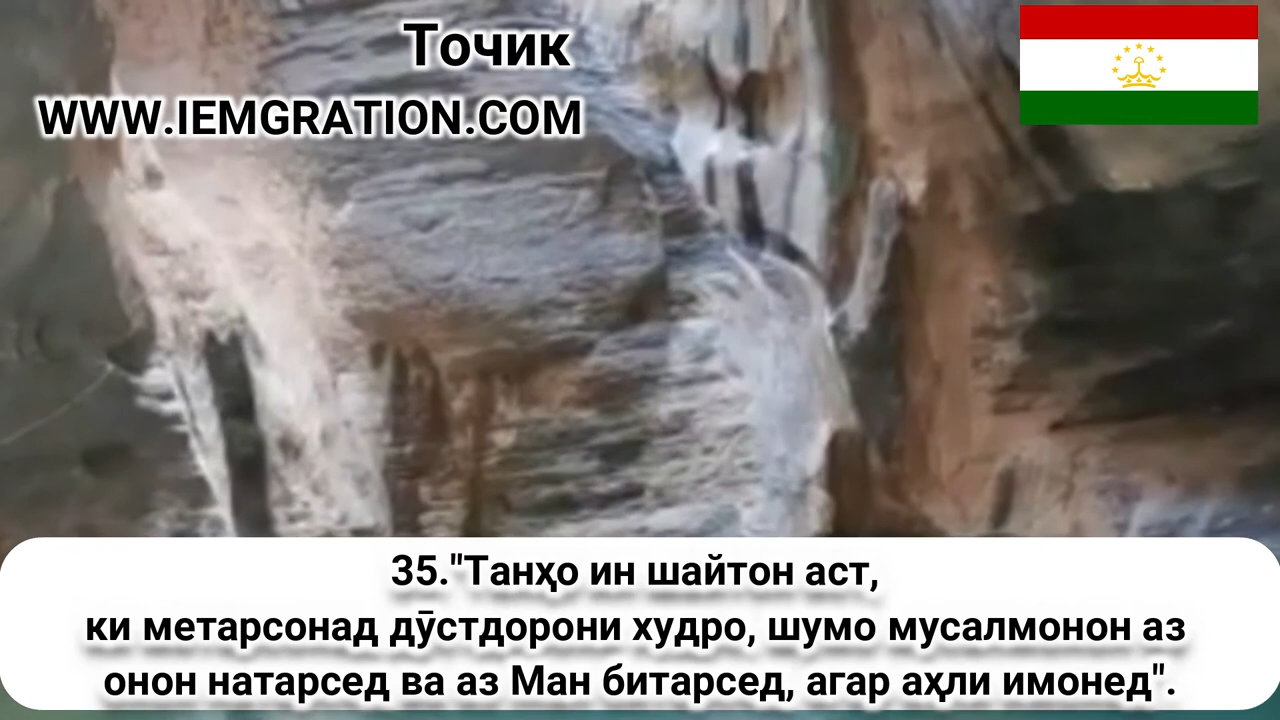 Точик
WWW.IEMGRATION.COM
35."Танҳо ин шайтон аст,
ки метарсонад дӯстдорони худро, шумо мусалмонон аз
онон натарсед ва аз Ман битарсед, агар аҳли имонед".